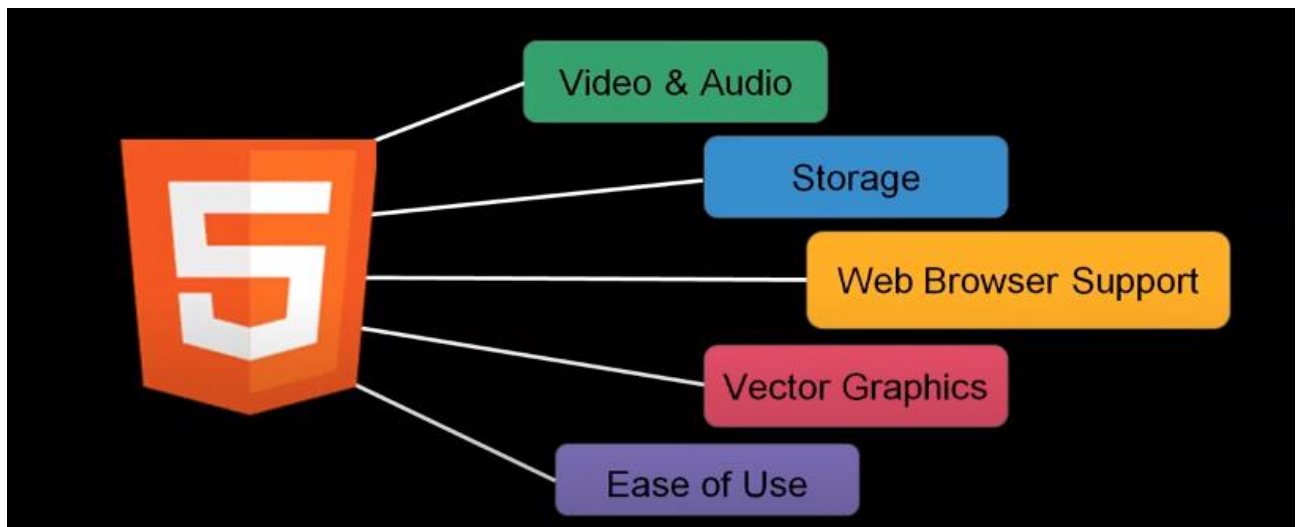 Video & Audio
Storage
5
Web Browser Support
Vector Graphics
Ease of Use